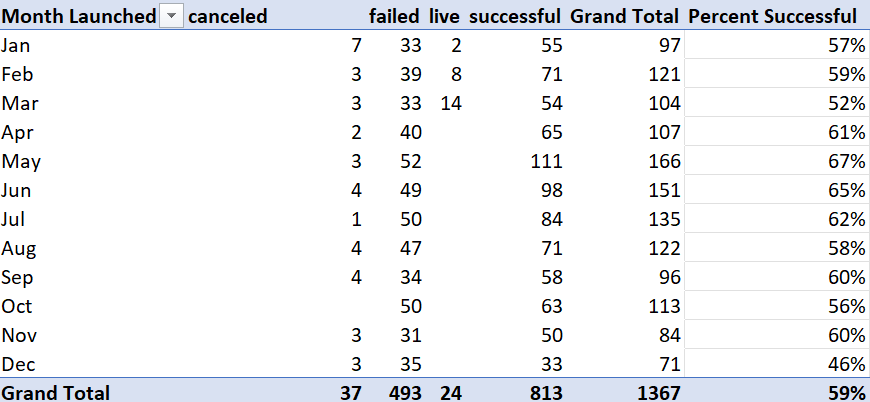 Month Launched canceled failed live successful Grand Total Percent Successful
Jan 7 33 2 55 97 57%
Feb 3 39 8 71 121 59%
Mar 3 33 14 54 104 52%
Apr 2 40 65 107 61%
May 3 52 111 166 67%
Jun 4 49 98 151 65%
Jul 1 50 84 135 62%
Aug 4 47 71 122 58%
Sep 4 34 58 96 60%
Oct 50 63 113 56%
Nov 3 31 50 84 60%
Dec 3 35 33 71 46%
Grand Total 37 493 24 813 1367 59%